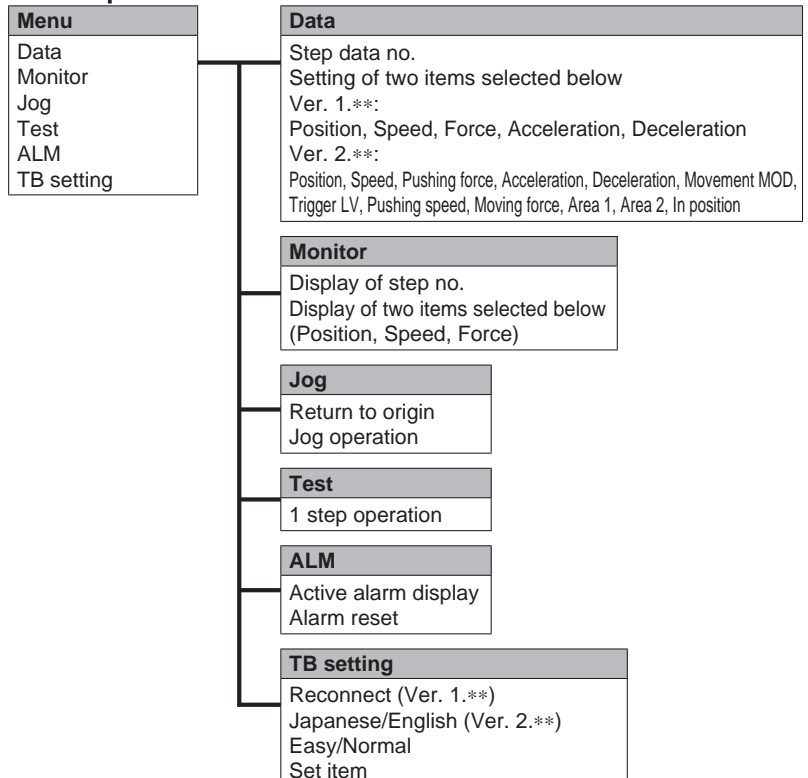 Menu
Data
Monitor
Jog
Test
ALM
TB setting
Data
Step data no.
Setting of two items selected below
Ver. 1.∗∗:
Position, Speed, Force, Acceleration, Deceleration
Ver. 2.∗∗:
Position, Speed, Pushing force, Acceleration, Deceleration, Movement MOD,
Trigger LV, Pushing speed, Moving force, Area 1, Area 2, In position
Monitor
Display of step no.
Display of two items selected below
(Position, Speed, Force)
Jog
Return to origin
Jog operation
Test
1 step operation
ALM
Active alarm display
Alarm reset
TB setting
Reconnect (Ver. 1.∗∗)
Japanese/English (Ver. 2.∗∗)
Easy/Normal
Set item